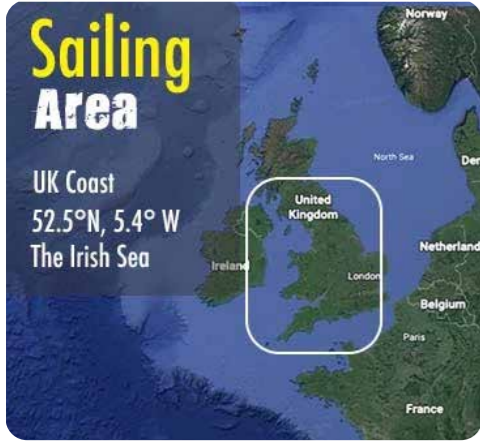 Sailing
Area
UK Coast
52.5°N, 5.4° W
The Irish Sea
Norway
North Sea
Der
United
Kingdom
Ireland
London
Netherland
Belgium
Paris
France